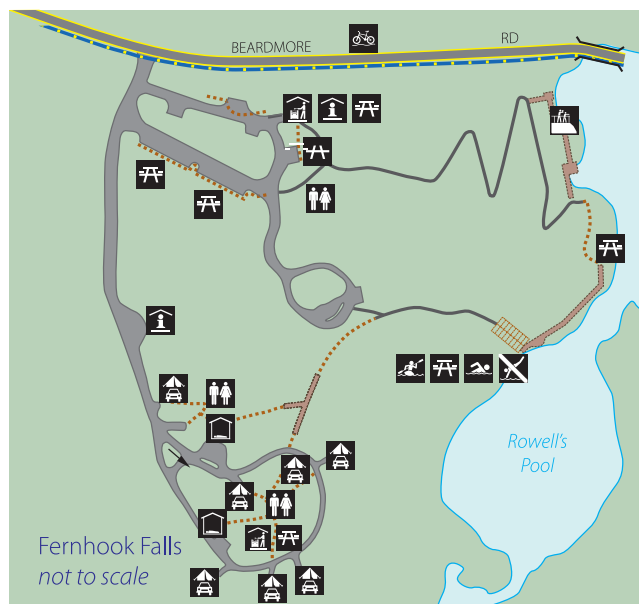 BEARDMORE RD
Rowell's
Pool
Fernhook Falls
not to scale